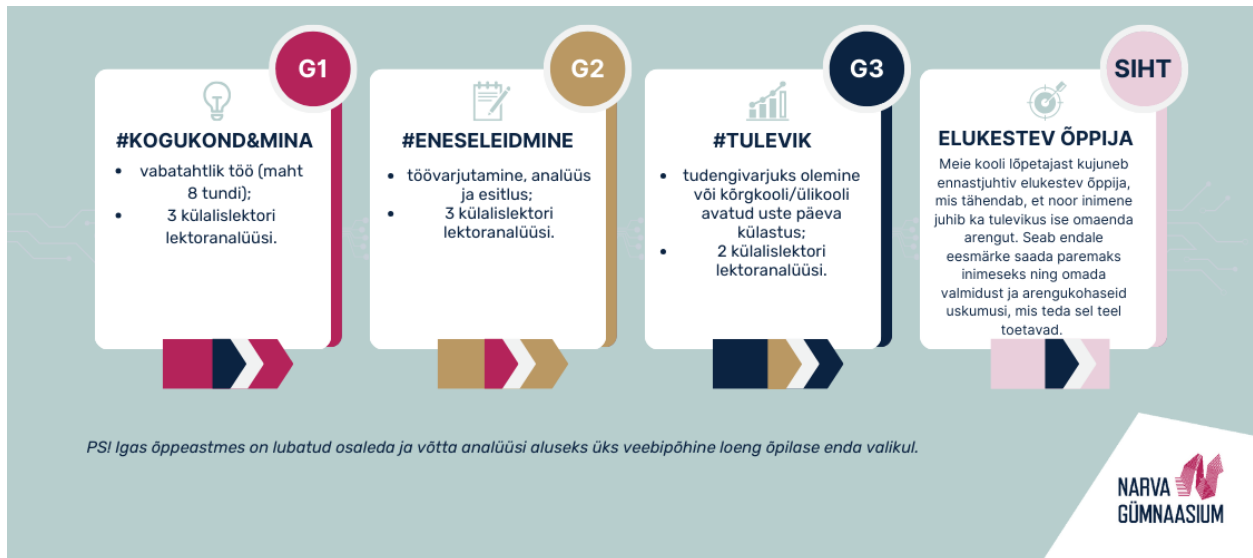 G1
#KOGUKOND&MINA
• vabatahtlik töö (maht
8 tundi);
• 3 külalislektori
lektoranalüüsi.
G2
#ENESELEIDMINE
• töövarjutamine, analüüs
ja esitlus;
• 3 külalislektori
lektoranalüüsi.
G3
#TULEVIK
• tudengivarjuks olemine
või kõrgkooli/ülikooli
avatud uste päeva
külastus;
• 2 külalislektori
lektoranalüüsi.
SIHT
ELUKESTEV ÕPPIJA
Meie kooli lõpetajast kujuneb
ennastjuhtiv elukestev õppija,
mis tähendab, et noor inimene
juhib ka tulevikus ise omaenda
arengut. Seab endale
eesmärke saada paremaks
inimeseks ning omada
valmidust ja arengukohaseid
uskumusi, mis teda sel teel
toetavad.
PS! Igas õppeastmes on lubatud osaleda ja võtta analüüsi aluseks üks veebipõhine loeng õpilase enda valikul.
NARVA
GÜMNAASIUM